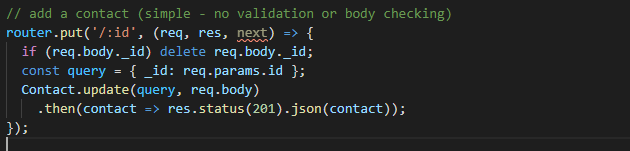 // add a contact (simple - no validation or body checking)
router.put('/:id', (req, res, next) => {
  if (req.body._id) delete req.body._id;
  const query = { _id: req.params.id };
  Contact.update(query, req.body)
    .then(contact => res.status(201).json(contact));
});